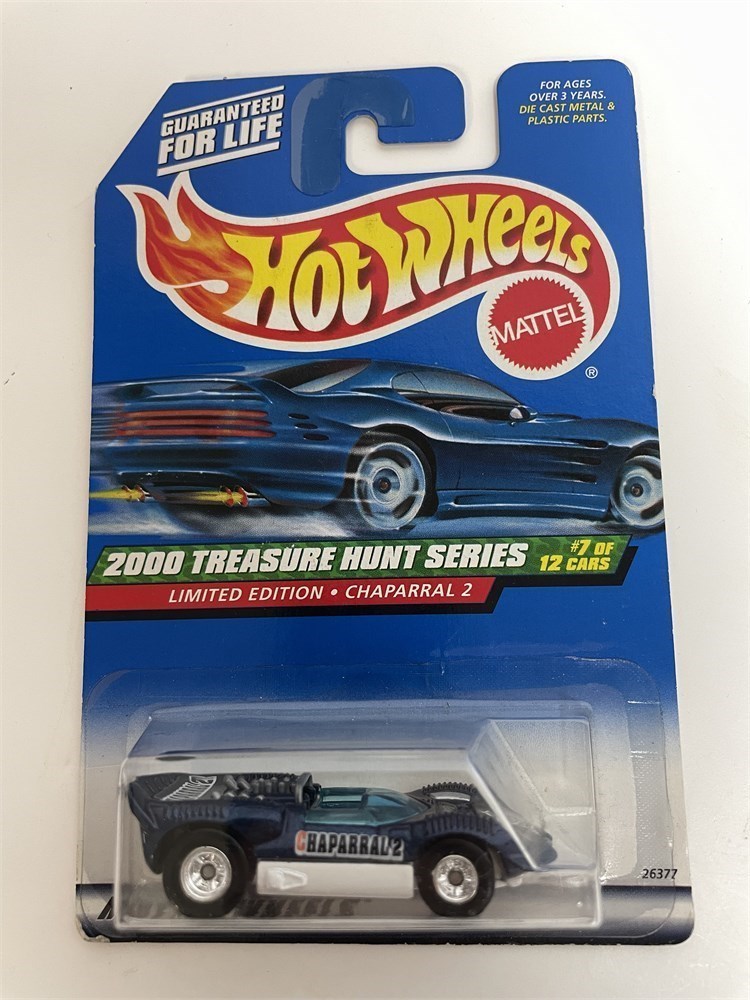 GUARANTEED
FOR LIFE
FOR AGES
OVER 3 YEARS.
DIE CAST METAL &
PLASTIC PARTS.
HOT WHEELS
MATTEL
®
2000 TREASURE HUNT SERIES
#7 OF
12 CARS
LIMITED EDITION • CHAPARRAL 2
CHAPARRAL 2
26377